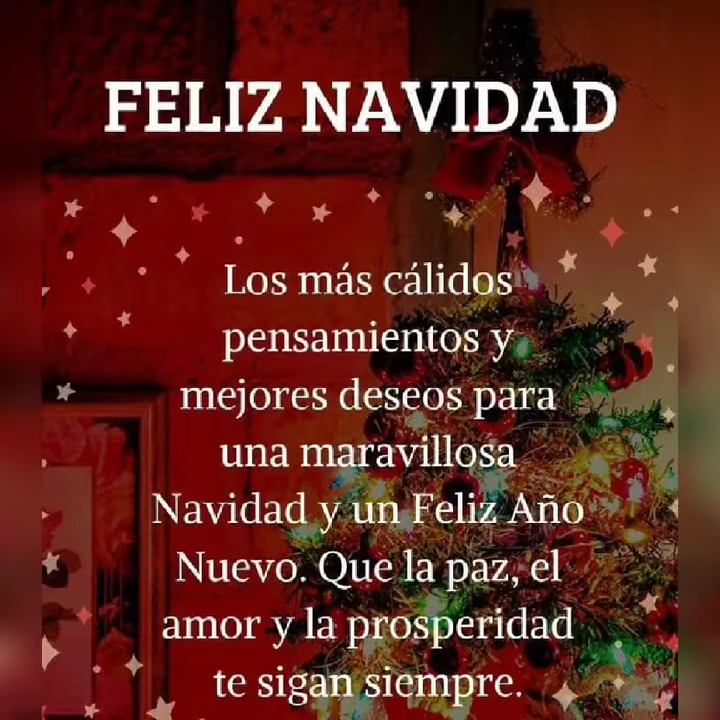 FELIZ NAVIDAD
Los más cálidos
pensamientos y
mejores deseos para
una maravillosa
Navidad y un Feliz Año
Nuevo. Que la paz, el
amor y la prosperidad
te sigan siempre.